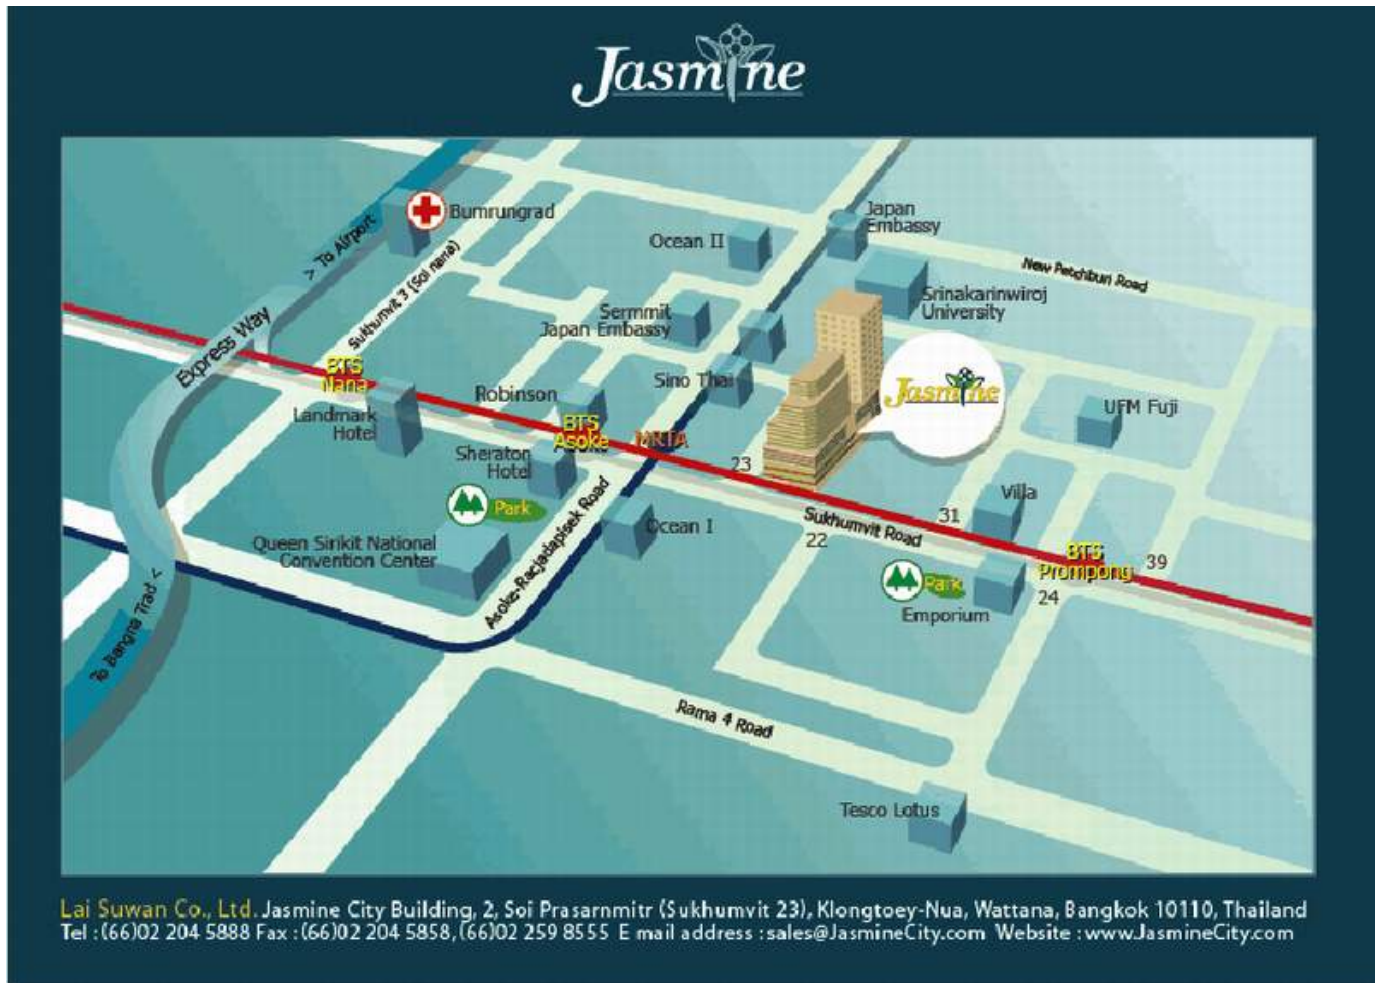 Jasmine
Bumrungrad
> To Airport
Sukhumvit 3 (Soi nana)
Express Way
Ocean II
Japan
Embassy
New Petchburi Road
Srinakarinwiroj
University
Sermmit
Japan Embassy
Sino Thai
Jasmine
UFM Fuji
BTS
Nana
Landmark
Hotel
Robinson
BTS
Asoke
MRTA
23
Sheraton
Hotel
Park
Queen Sirikit National
Convention Center
Asoke-Racjadapisek Road
Ocean I
Sukhumvit Road
22
31
Villa
BTS
Prompong
39
24
Park
Emporium
To Bangna Trad <
Rama 4 Road
Tesco Lotus
Lai Suwan Co., Ltd. Jasmine City Building, 2, Soi Prasarnmitr (Sukhumvit 23), Klongtoey-Nua, Wattana, Bangkok 10110, Thailand
Tel :(66)02 204 5888 Fax :(66)02 204 5858, (66)02 259 8555 E mail address :sales@JasmineCity.com Website :www.JasmineCity.com